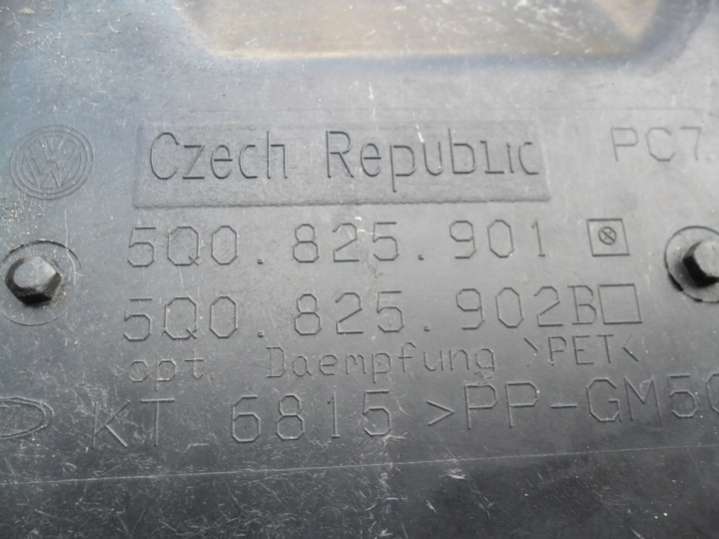 Czech Republic PC7
5Q0.825.901
5Q0.825.902B
opt. Daempfung >PET<
KT 6815 >PP-GM50